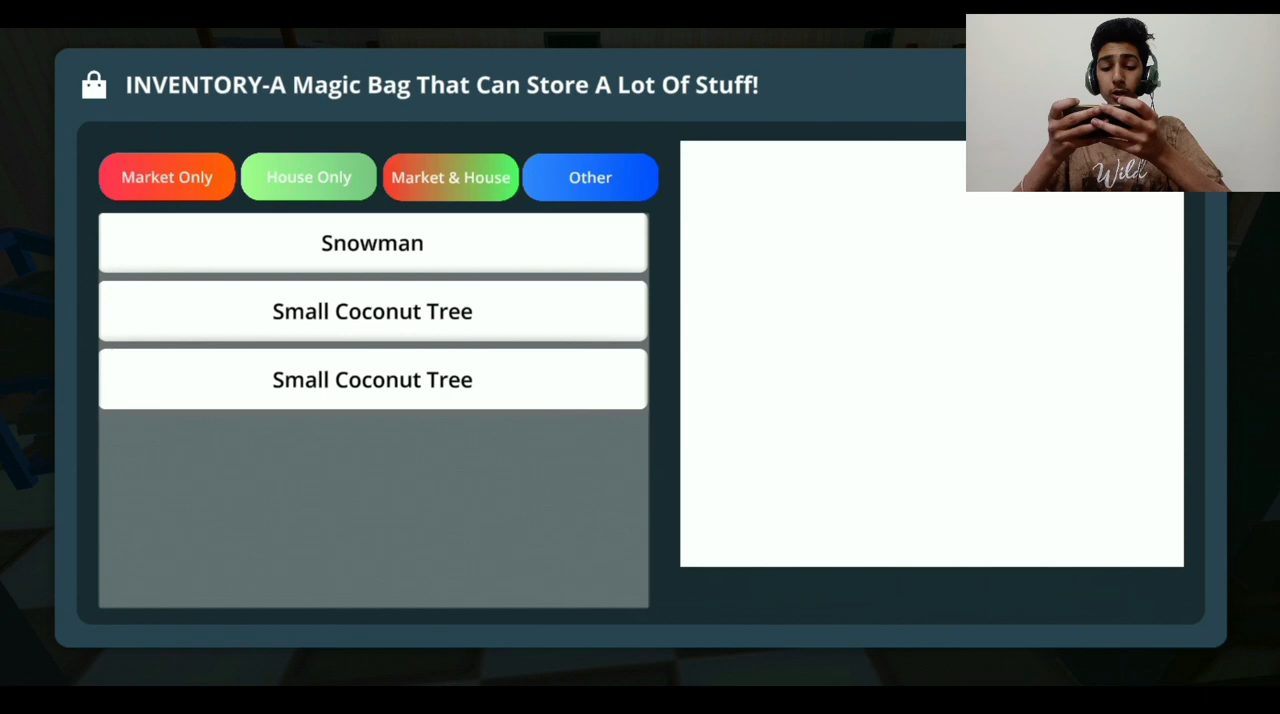 INVENTORY-A Magic Bag That Can Store A Lot Of Stuff!
Market Only
House Only
Market & House
Other
Snowman
Small Coconut Tree
Small Coconut Tree
Wild